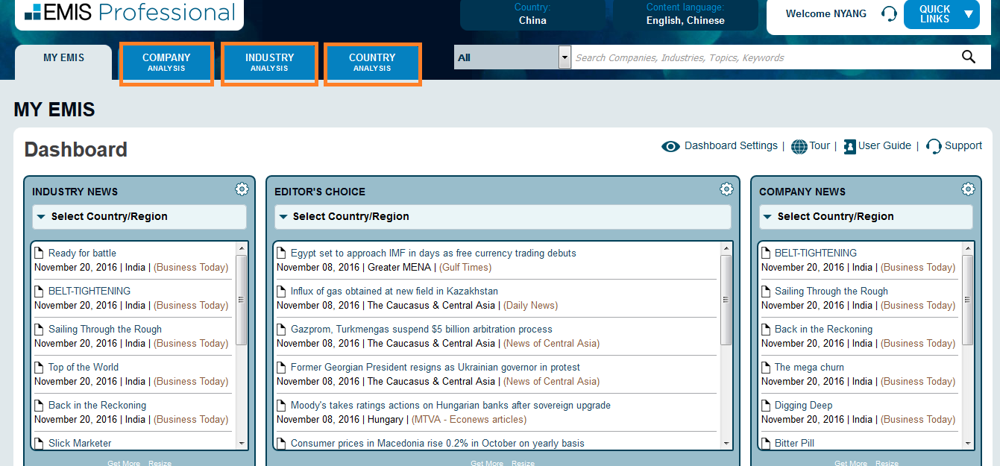 EMIS Professional
Country:
China
Content language:
English, Chinese
Welcome NYANG
QUICK
LINKS
MY EMIS
COMPANY
ANALYSIS
INDUSTRY
ANALYSIS
COUNTRY
ANALYSIS
All
Search Companies, Industries, Topics, Keywords
MY EMIS
Dashboard
Dashboard Settings | Tour | User Guide | Support
INDUSTRY NEWS
Select Country/Region
Ready for battle
November 20, 2016 | India | (Business Today)
BELT-TIGHTENING
November 20, 2016 | India | (Business Today)
Sailing Through the Rough
November 20, 2016 | India | (Business Today)
Top of the World
November 20, 2016 | India | (Business Today)
Back in the Reckoning
November 20, 2016 | India | (Business Today)
Slick Marketer
Get More Resize
EDITOR'S CHOICE
Select Country/Region
Egypt set to approach IMF in days as free currency trading debuts
November 08, 2016 | Greater MENA | (Gulf Times)
Influx of gas obtained at new field in Kazakhstan
November 08, 2016 | The Caucasus & Central Asia | (Daily News)
Gazprom, Turkmengas suspend $5 billion arbitration process
November 08, 2016 | The Caucasus & Central Asia | (News of Central Asia)
Former Georgian President resigns as Ukrainian governor in protest
November 08, 2016 | The Caucasus & Central Asia | (News of Central Asia)
Moody's takes ratings actions on Hungarian banks after sovereign upgrade
November 08, 2016 | Hungary | (MTVA - Econews articles)
Consumer prices in Macedonia rise 0.2% in October on yearly basis
Get More Resize
COMPANY NEWS
Select Country/Region
BELT-TIGHTENING
November 20, 2016 | India | (Business Today)
Sailing Through the Rough
November 20, 2016 | India | (Business Today)
Back in the Reckoning
November 20, 2016 | India | (Business Today)
The mega churn
November 20, 2016 | India | (Business Today)
Digging Deep
November 20, 2016 | India | (Business Today)
Bitter Pill
Get More Resize